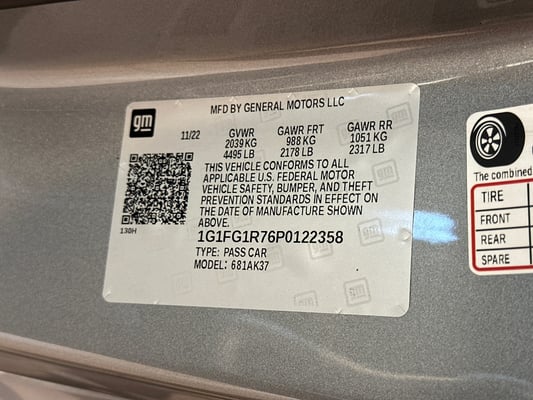 MFD BY GENERAL MOTORS LLC
gm
11/22 GVWR GAWR FRT GAWR RR
2039 KG 988 KG 1051 KG
4495 LB 2178 LB 2317 LB
THIS VEHICLE CONFORMS TO ALL
APPLICABLE U.S. FEDERAL MOTOR
VEHICLE SAFETY, BUMPER, AND THEFT
PREVENTION STANDARDS IN EFFECT ON
THE DATE OF MANUFACTURE SHOWN
ABOVE.
130H
1G1FG1R76P0122358
TYPE: PASS CAR
MODEL: 681AK37
The combined
TIRE
FRONT
REAR
SPARE